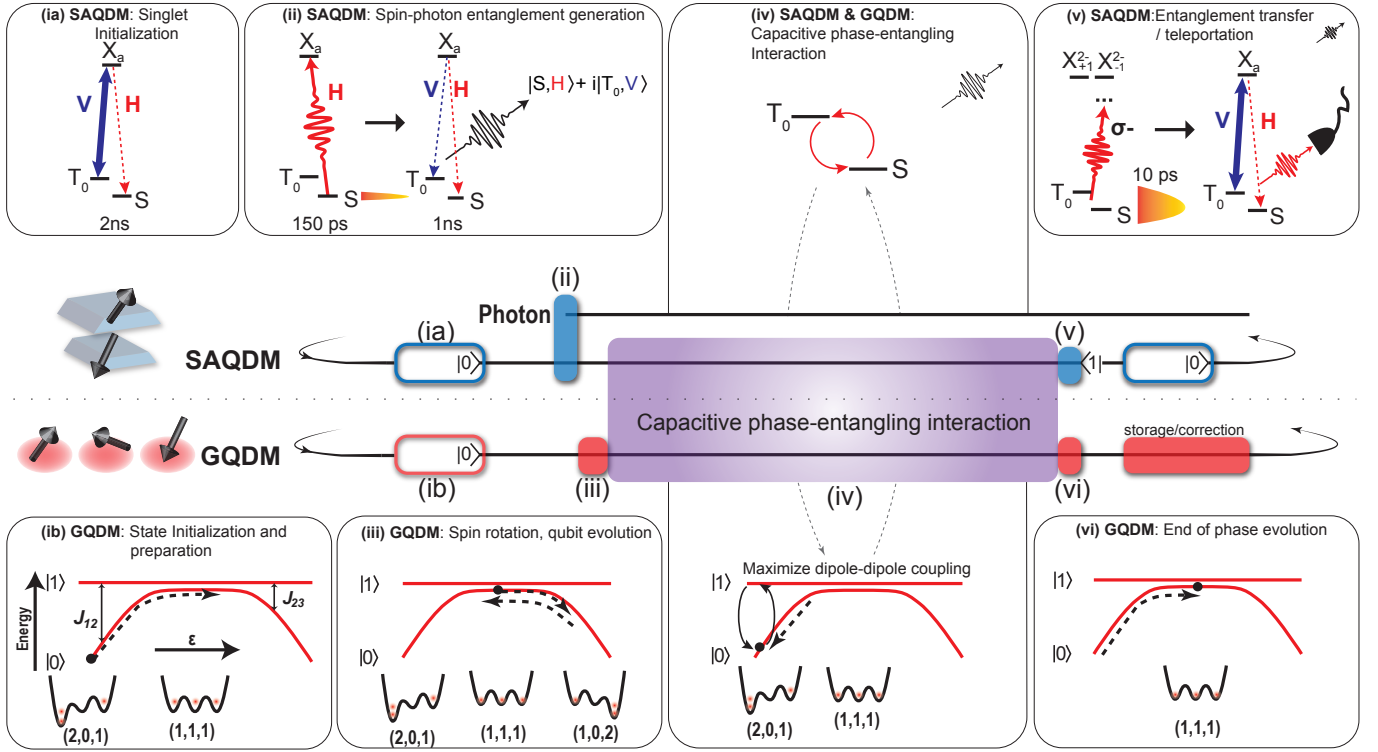 (ia) SAQDM: Singlet
Initialization
Xₐ
V
H
T₀
S
2ns
(ii) SAQDM: Spin-photon entanglement generation
Xₐ
Xₐ
H
V
H
|S,H⟩+ i|T₀,V⟩
T₀
S
T₀
S
150 ps
1ns
(iv) SAQDM & GQDM:
Capacitive phase-entangling
Interaction
T₀
S
(v) SAQDM:Entanglement transfer
/ teleportation
X²⁻₊₁ X²⁻₋₁
Xₐ
...
σ-
V
H
10 ps
T₀
S
T₀
S
(ii)
Photon
(ia)
(v)
SAQDM
|0⟩
⟨1|
|0⟩
Capacitive phase-entangling interaction
storage/correction
GQDM
|0⟩
(ib)
(iii)
(iv)
(vi)
(ib) GQDM: State Initialization and
preparation
|1⟩
Energy
J₁₂
J₂₃
ε
|0⟩
(2,0,1)
(1,1,1)
(iii) GQDM: Spin rotation, qubit evolution
|1⟩
|0⟩
(2,0,1)
(1,1,1)
(1,0,2)
Maximize dipole-dipole coupling
|1⟩
|0⟩
(2,0,1)
(1,1,1)
(vi) GQDM: End of phase evolution
|1⟩
|0⟩
(1,1,1)